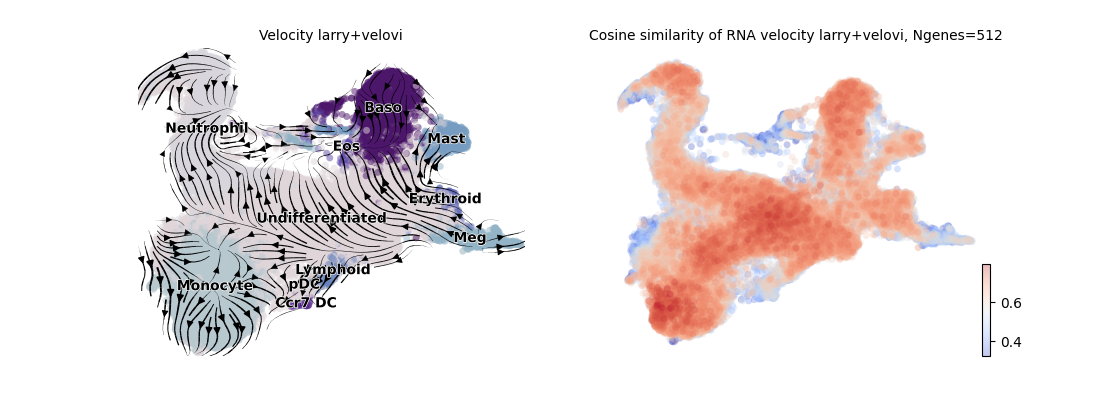 Velocity larry+velovi
Cosine similarity of RNA velocity larry+velovi, Ngenes=512
Baso
Neutrophil
Mast
Eos
Erythroid
Undifferentiated
Meg
Lymphoid
pDC
Monocyte
Ccr7 DC
0.6
0.4